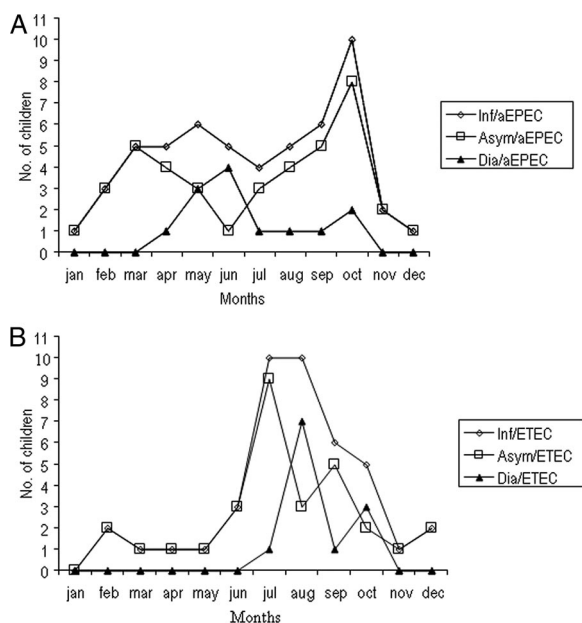 A
11
10
9
8
7
6
5
4
3
2
1
0
No. of children
jan feb mar apr may jun jul aug sep oct nov dec
Months
Inf/aEPEC
Asym/aEPEC
Dia/aEPEC
B
11
10
9
8
7
6
5
4
3
2
1
0
No. of children
jan feb mar apr may jun jul aug sep oct nov dec
Months
Inf/ETEC
Asym/ETEC
Dia/ETEC